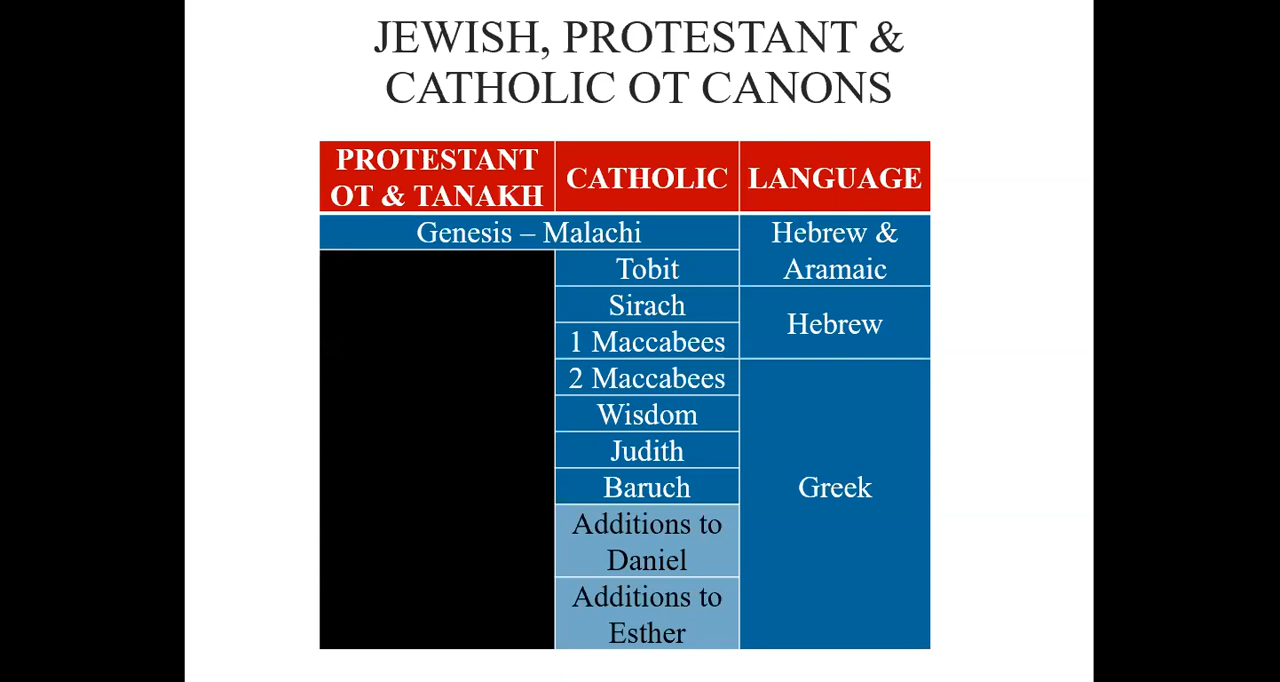 JEWISH, PROTESTANT &
CATHOLIC OT CANONS
PROTESTANT
OT & TANAKH
CATHOLIC
LANGUAGE
Genesis – Malachi
Hebrew &
Aramaic
Tobit
Sirach
Hebrew
1 Maccabees
2 Maccabees
Wisdom
Judith
Baruch
Greek
Additions to
Daniel
Additions to
Esther